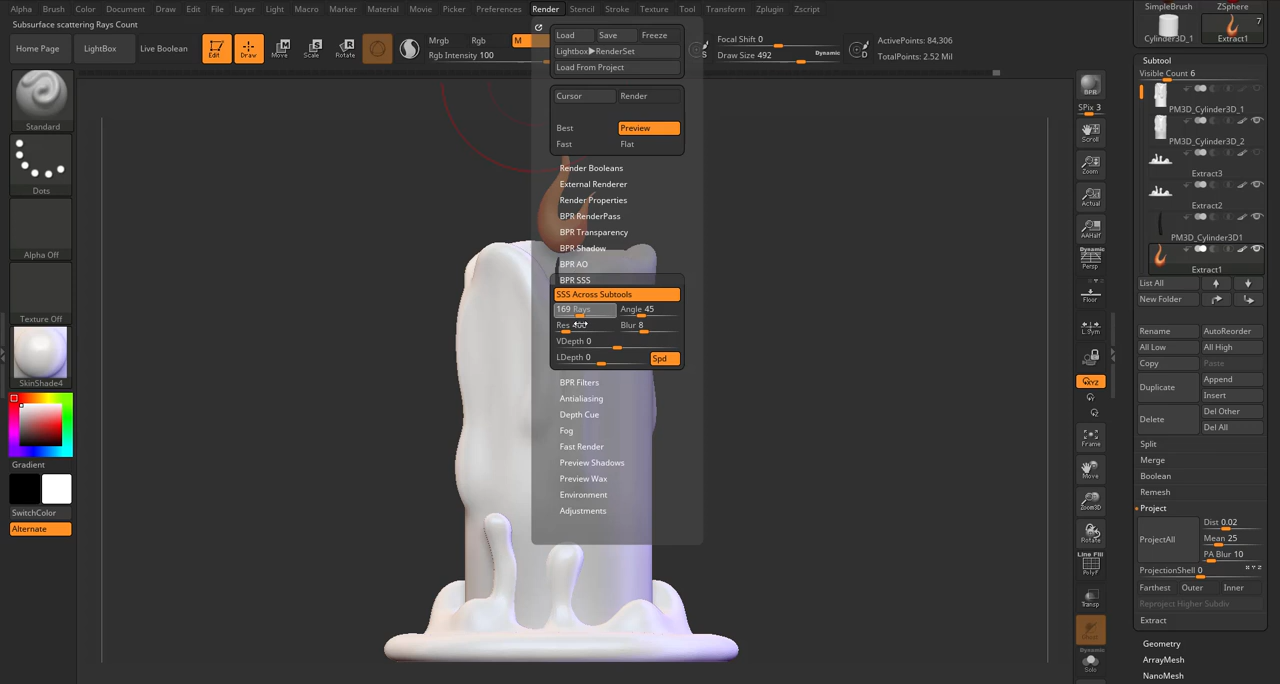 Alpha Brush Color Document Draw Edit File Layer Light Macro Marker Material Movie Picker Preferences Render Stencil Stroke Texture Tool Transform Zplugin Zscript
Subsurface scattering Rays Count
Home Page
LightBox
Live Boolean
Edit
Draw
Move
Scale
Rotate
Mrgb
Rgb
M
Rgb Intensity 100
Focal Shift 0
Draw Size 492
Dynamic
S
D
ActivePoints: 84,306
TotalPoints: 2.52 Mil
Standard
Dots
Alpha Off
Texture Off
SkinShade4
Gradient
SwitchColor
Alternate
Load
Save
Freeze
Lightbox▶RenderSet
Load From Project
Cursor
Render
Best
Preview
Fast
Flat
Render Booleans
External Renderer
Render Properties
BPR RenderPass
BPR Transparency
BPR Shadow
BPR AO
BPR SSS
SSS Across Subtools
169 Rays
Angle 45
Res 400
Blur 8
VDepth 0
LDepth 0
Spd
BPR Filters
Antialiasing
Depth Cue
Fog
Fast Render
Preview Shadows
Preview Wax
Environment
Adjustments
BPR
SPix 3
Scroll
Zoom
Actual
AAHalf
Dynamic
Persp
Floor
L.Sym
XYZ
Frame
Move
Zoom3D
Rotate
Line Fill
PolyF
Transp
Dynamic
Solo
SimpleBrush
ZSphere
7
Cylinder3D_1
Extract1
Subtool
Visible Count 6
PM3D_Cylinder3D_1
PM3D_Cylinder3D_2
Extract3
Extract2
PM3D_Cylinder3D1
Extract1
List All
New Folder
Rename
AutoReorder
All Low
All High
Copy
Paste
Duplicate
Append
Insert
Delete
Del Other
Del All
Split
Merge
Boolean
Remesh
Project
ProjectAll
Dist 0.02
Mean 25
PA Blur 10
ProjectionShell 0
X Y Z
Farthest
Outer
Inner
Reproject Higher Subdiv
Extract
Geometry
ArrayMesh
NanoMesh